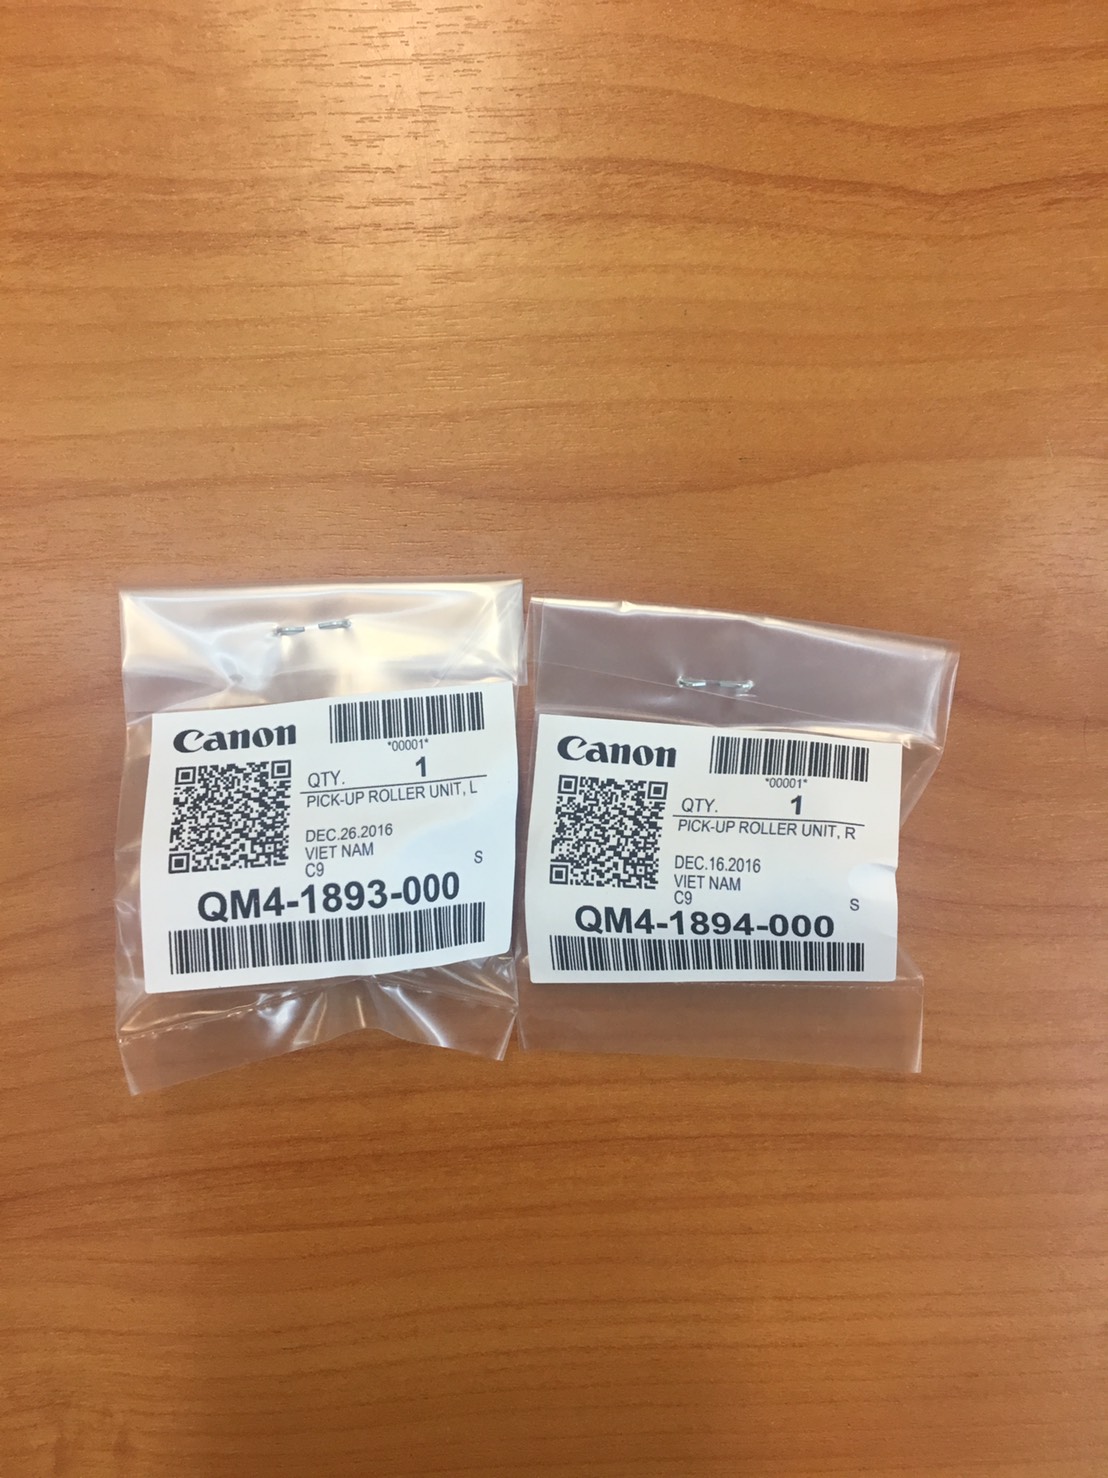 Canon
*00001*
QTY. 1
PICK-UP ROLLER UNIT, L
DEC.26.2016
VIET NAM
C9
S
QM4-1893-000
Canon
*00001*
QTY. 1
PICK-UP ROLLER UNIT, R
DEC.16.2016
VIET NAM
C9
S
QM4-1894-000